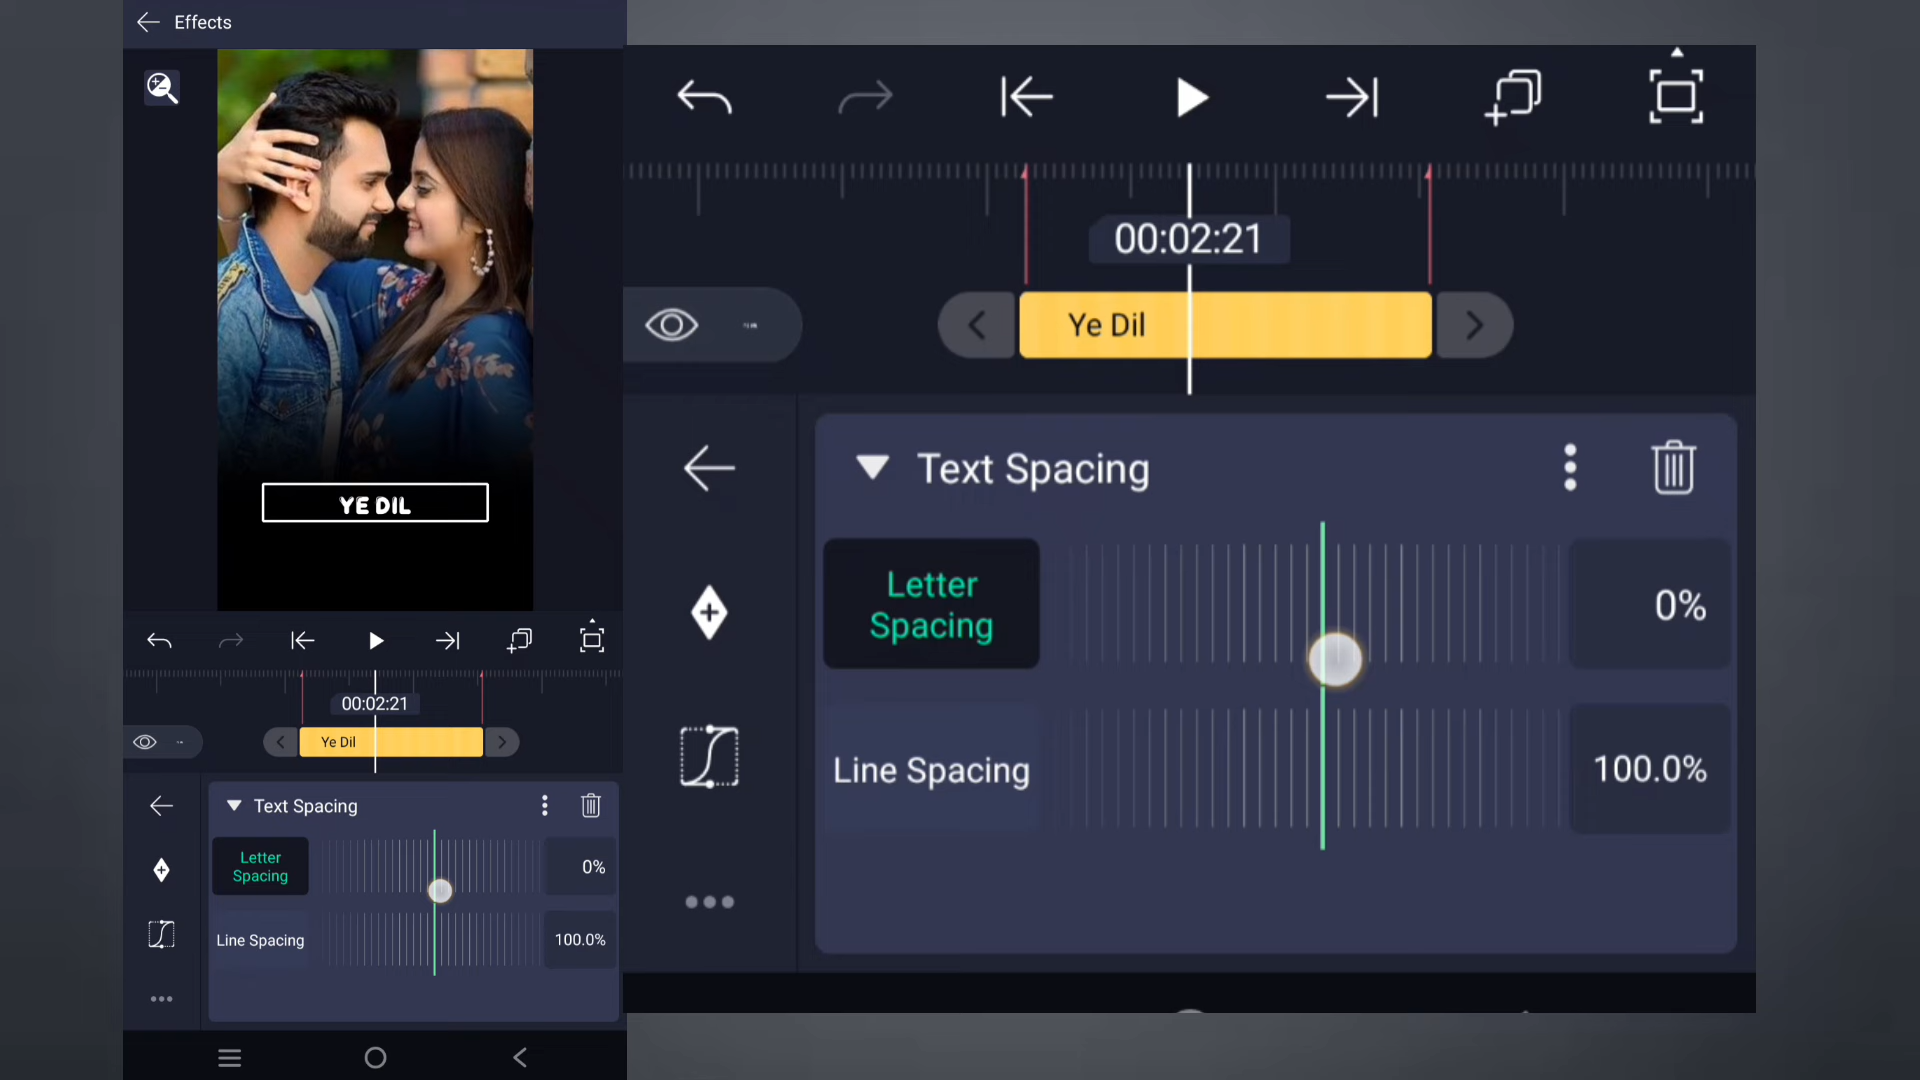 Effects
YE DIL
00:02:21
Ye Dil
Text Spacing
Letter
Spacing
0%
Line Spacing
100.0%
00:02:21
Ye Dil
Text Spacing
Letter
Spacing
0%
Line Spacing
100.0%